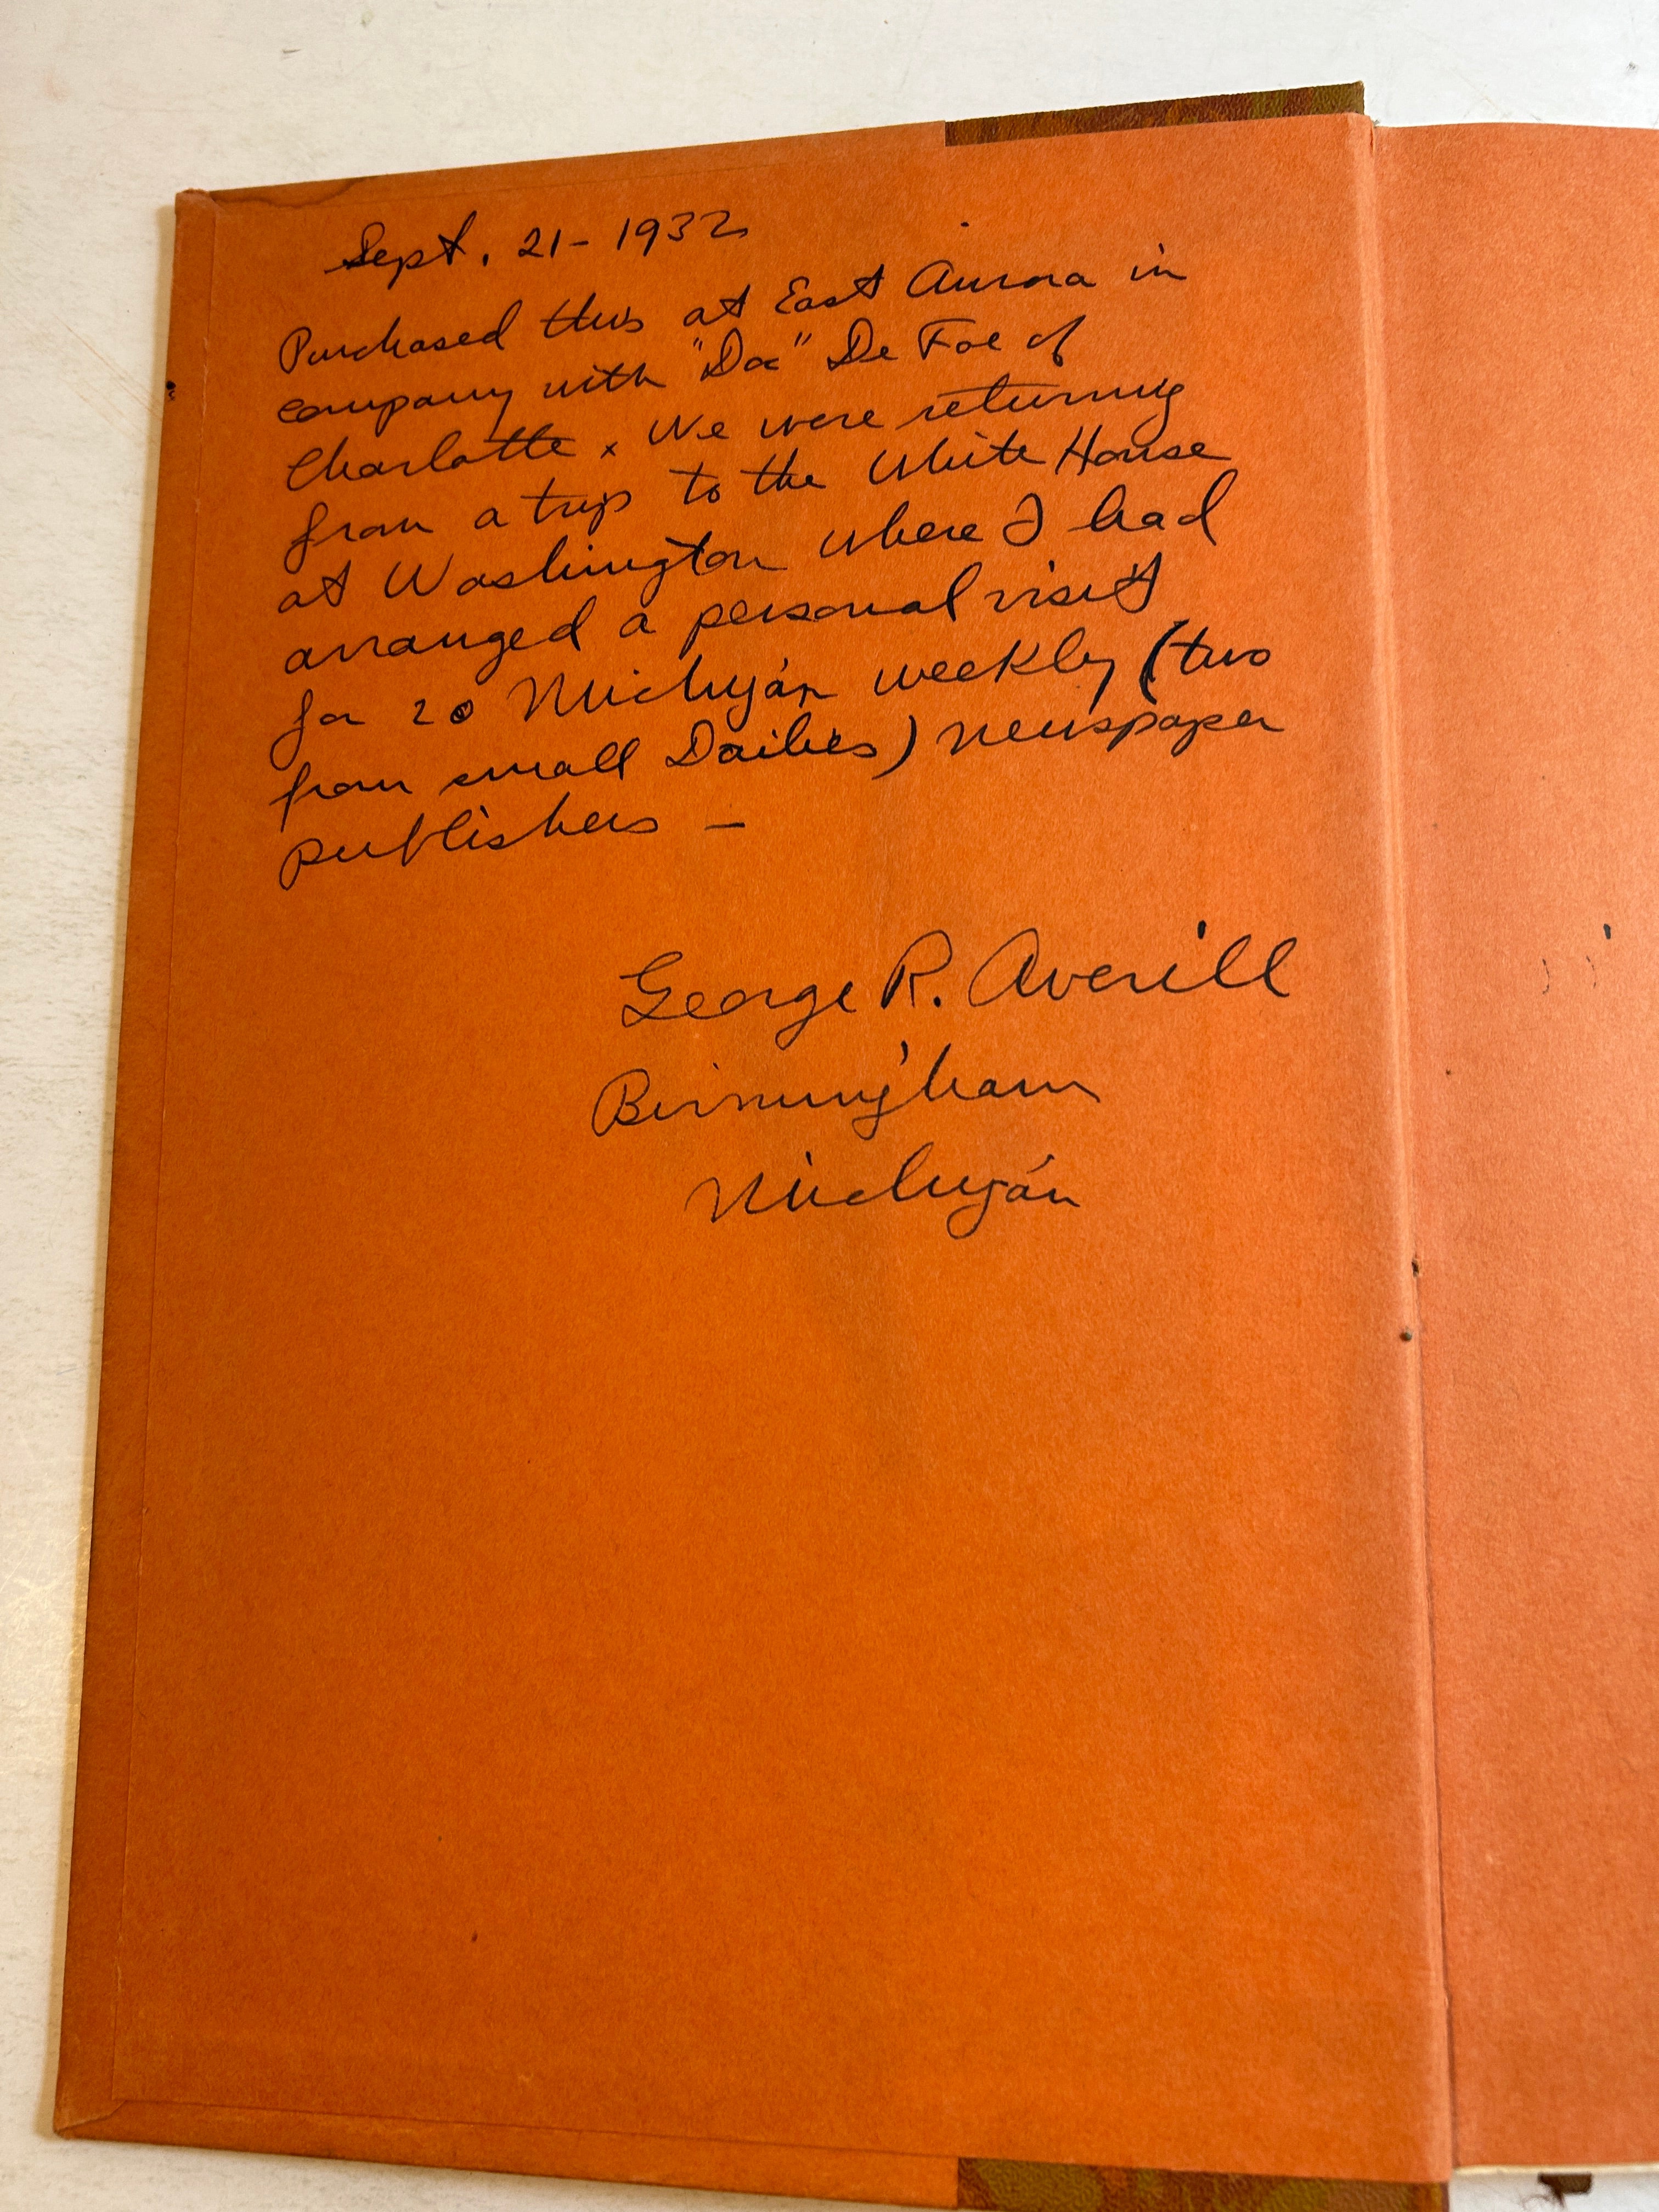 Sept. 21 - 1932
Purchased this at East Aurora in
company with "Doc" De Foe of
Charlotte x We were returning
from a trip to the White House
at Washington where I had
arranged a personal visit
for 20 Michigan weekly (two
from small Dailies) newspaper
publishers -
George R. Averill
Birmingham
Michigan